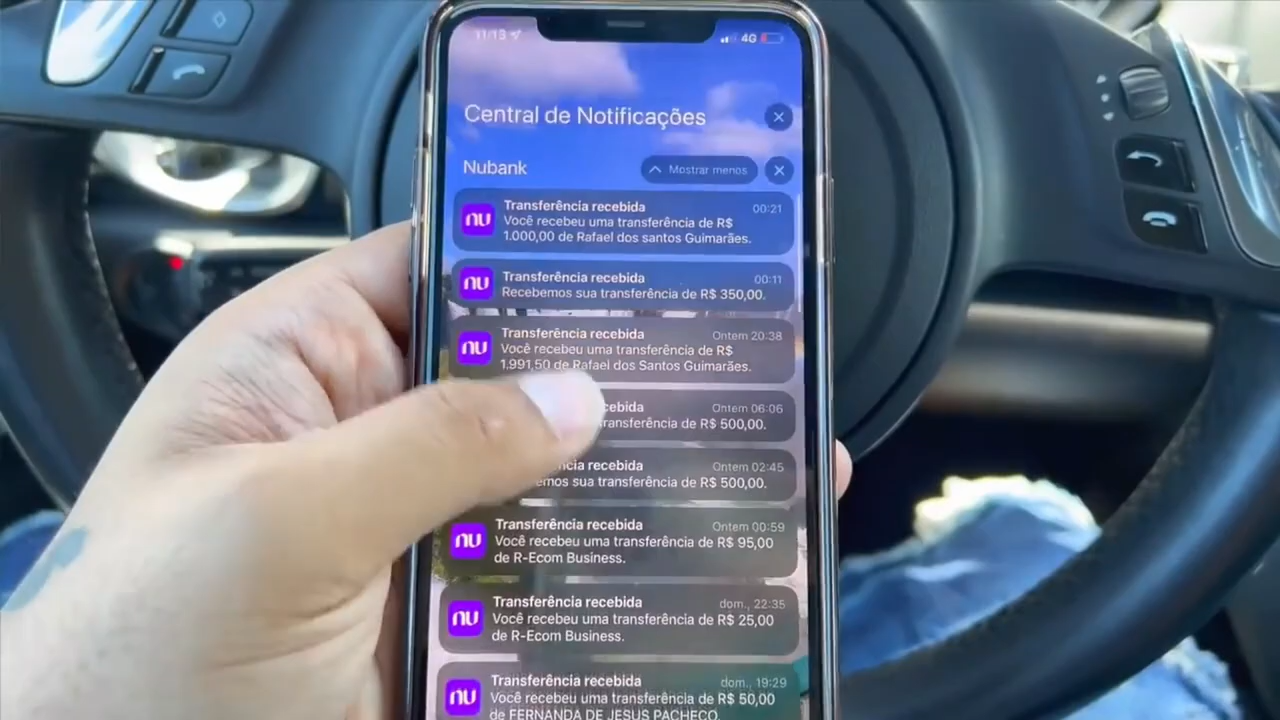 11:13
4G
Central de Notificações
Nubank
Mostrar menos
nu
Transferência recebida
00:21
Você recebeu uma transferência de R$
1.000,00 de Rafael dos santos Guimarães.
nu
Transferência recebida
00:11
Recebemos sua transferência de R$ 350,00.
nu
Transferência recebida
Ontem 20:38
Você recebeu uma transferência de R$
1.991,50 de Rafael dos Santos Guimarães.
cebida
Ontem 06:06
ransferência de R$ 500,00.
ncia recebida
Ontem 02:45
emos sua transferência de R$ 500,00.
nu
Transferência recebida
Ontem 00:59
Você recebeu uma transferência de R$ 95,00
de R-Ecom Business.
nu
Transferência recebida
dom., 22:35
Você recebeu uma transferência de R$ 25,00
de R-Ecom Business.
nu
Transferência recebida
dom., 19:29
Você recebeu uma transferência de R$ 50,00
de FERNANDA DE JESUS PACHECO.